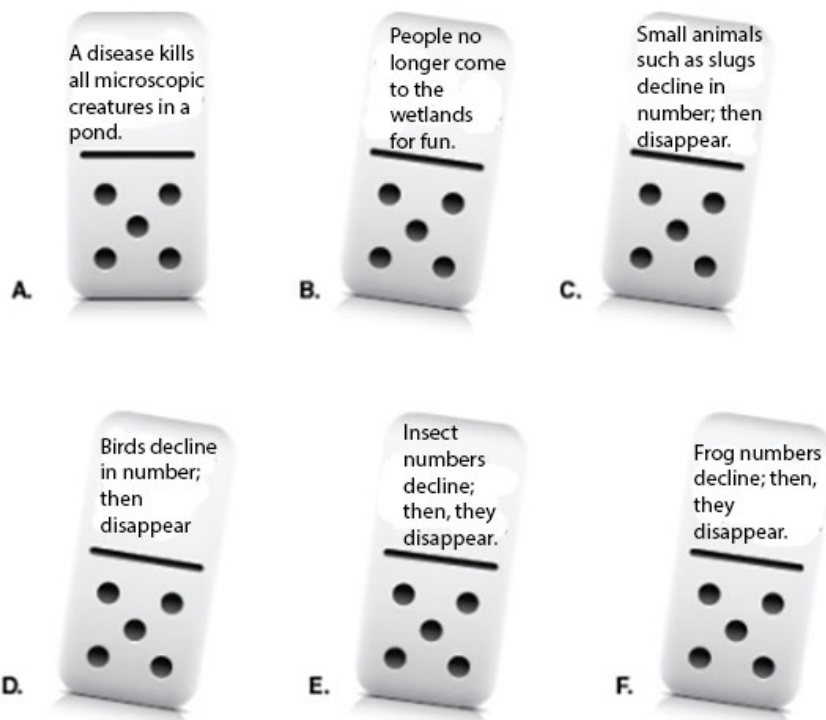 A disease kills
all microscopic
creatures in a
pond.
A.
People no
longer come
to the
wetlands
for fun.
B.
Small animals
such as slugs
decline in
number; then
disappear.
C.
Birds decline
in number;
then
disappear
D.
Insect
numbers
decline;
then, they
disappear.
E.
Frog numbers
decline; then,
they
disappear.
F.